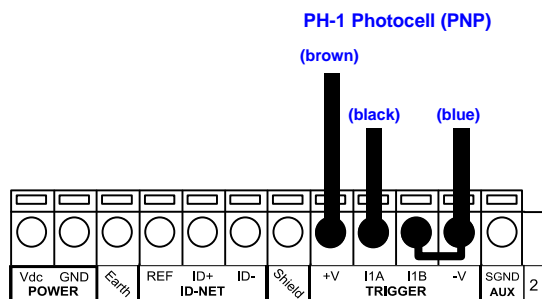 PH-1 Photocell (PNP)
(brown)
(black) (blue)
Vdc GND Earth REF ID+ ID- Shield +V I1A I1B -V SGND 2
POWER ID-NET TRIGGER AUX